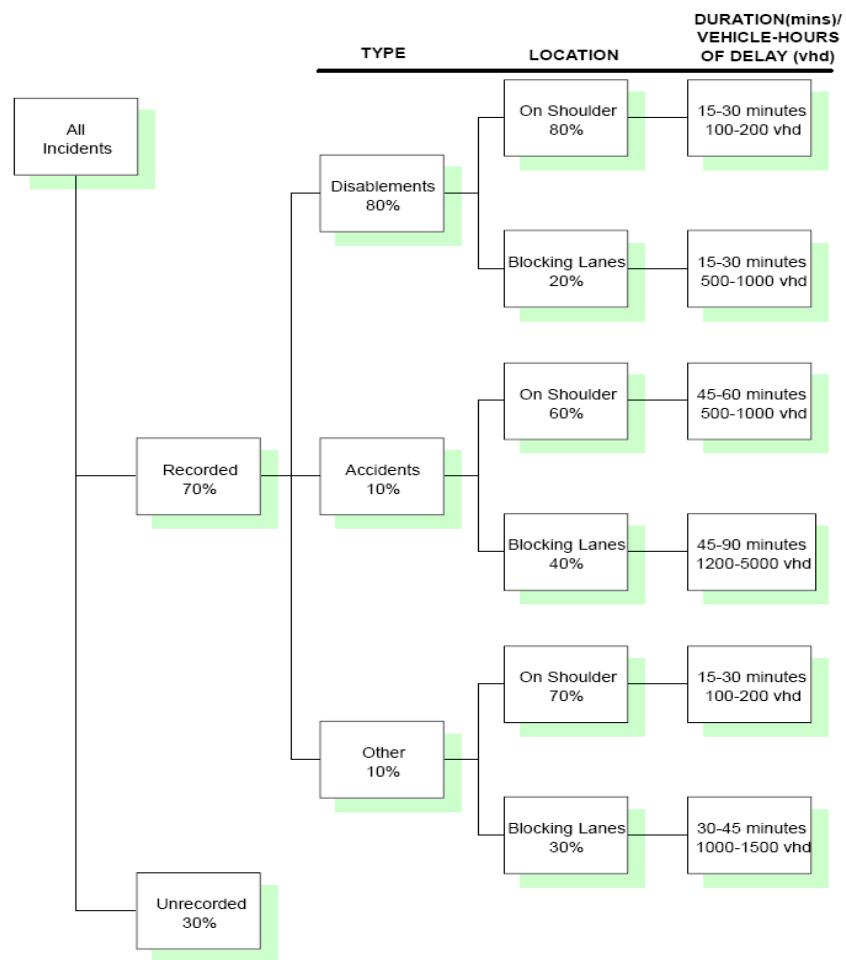 DURATION(mins)/
VEHICLE-HOURS
OF DELAY (vhd)
TYPE
LOCATION
All
Incidents
Recorded
70%
Unrecorded
30%
Disablements
80%
On Shoulder
80%
15-30 minutes
100-200 vhd
Blocking Lanes
20%
15-30 minutes
500-1000 vhd
Accidents
10%
On Shoulder
60%
45-60 minutes
500-1000 vhd
Blocking Lanes
40%
45-90 minutes
1200-5000 vhd
Other
10%
On Shoulder
70%
15-30 minutes
100-200 vhd
Blocking Lanes
30%
30-45 minutes
1000-1500 vhd